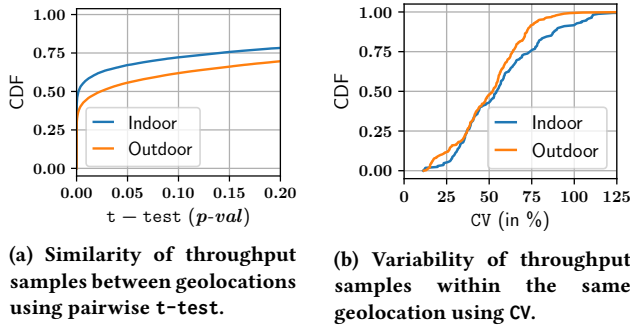 CDF
1.00
0.75
0.50
0.25
0.00
Indoor
Outdoor
0.00 0.05 0.10 0.15 0.20
t − test (p-val)
(a) Similarity of throughput
samples between geolocations
using pairwise t-test.
CDF
1.00
0.75
0.50
0.25
0.00
Indoor
Outdoor
0 25 50 75 100 125
CV (in %)
(b) Variability of throughput
samples within the same
geolocation using CV.